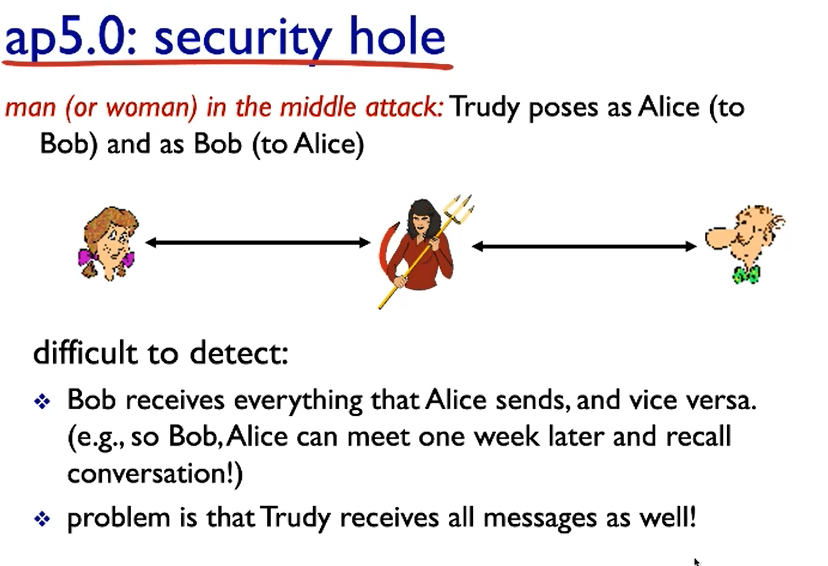 ap5.0: security hole
man (or woman) in the middle attack: Trudy poses as Alice (to
Bob) and as Bob (to Alice)
difficult to detect:
❖ Bob receives everything that Alice sends, and vice versa.
(e.g., so Bob, Alice can meet one week later and recall
conversation!)
❖ problem is that Trudy receives all messages as well!